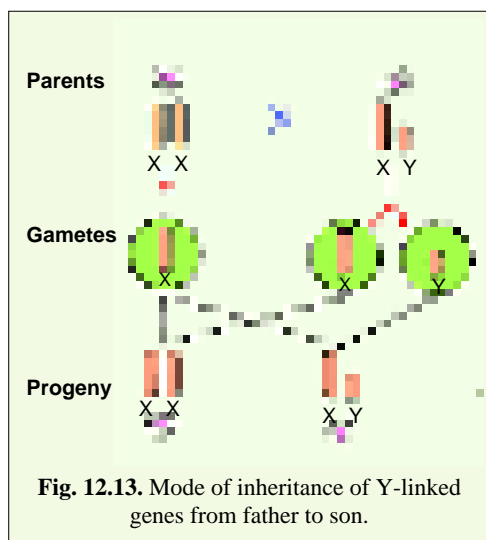 Parents
X X X Y
Gametes
X X Y
Progeny
X X X Y
Fig. 12.13. Mode of inheritance of Y-linked
genes from father to son.